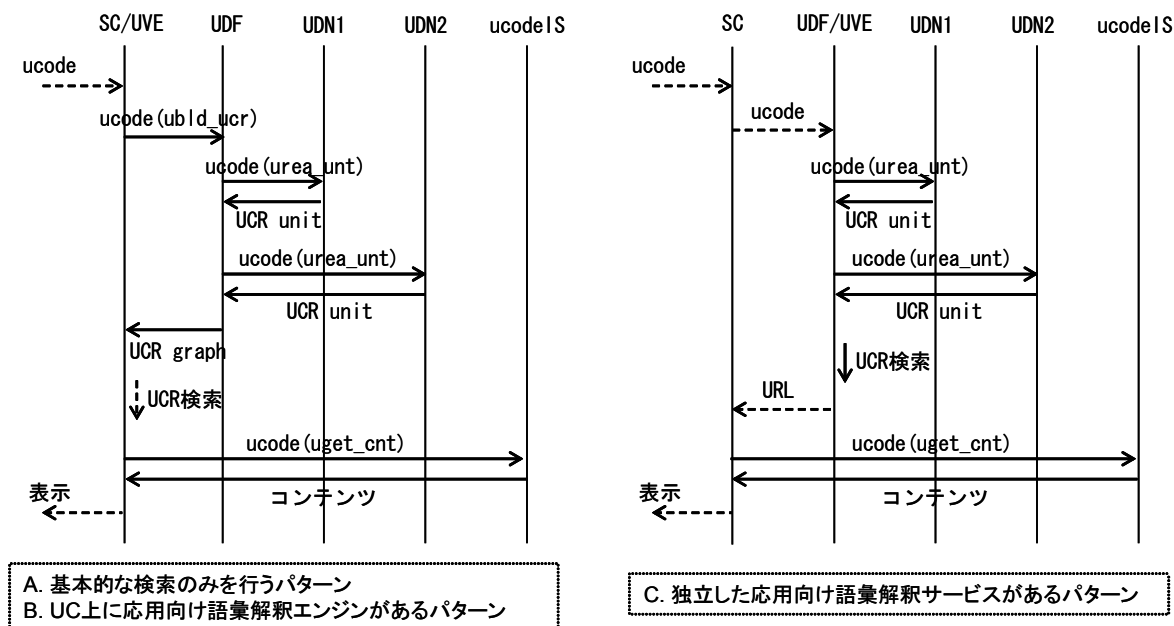 SC/UVE UDF UDN1 UDN2 ucodeIS
ucode
ucode(ubld_ucr)
ucode(urea_unt)
UCR unit
ucode(urea_unt)
UCR unit
UCR graph
UCR検索
ucode(uget_cnt)
コンテンツ
表示
A. 基本的な検索のみを行うパターン
B. UC上に応用向け語彙解釈エンジンがあるパターン
SC UDF/UVE UDN1 UDN2 ucodeIS
ucode
ucode
ucode(urea_unt)
UCR unit
ucode(urea_unt)
UCR unit
UCR検索
URL
ucode(uget_cnt)
コンテンツ
表示
C. 独立した応用向け語彙解釈サービスがあるパターン